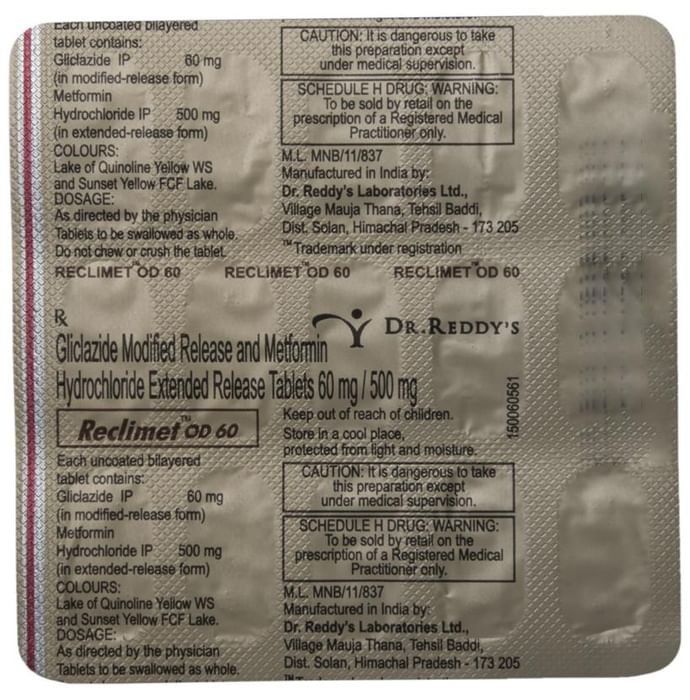 Each uncoated bilayered
tablet contains:
Gliclazide IP 60 mg
(in modified-release form)
Metformin
Hydrochloride IP 500 mg
(in extended-release form)
COLOURS:
Lake of Quinoline Yellow WS
and Sunset Yellow FCF Lake.
DOSAGE:
As directed by the physician
Tablets to be swallowed as whole.
Do not chew or crush the tablet.
CAUTION: It is dangerous to take
this preparation except
under medical supervision.
SCHEDULE H DRUG: WARNING:
To be sold by retail on the
prescription of a Registered Medical
Practitioner only.
M.L. MNB/11/837
Manufactured in India by:
Dr. Reddy's Laboratories Ltd.,
Village Mauja Thana, Tehsil Baddi,
Dist. Solan, Himachal Pradesh - 173 205
™Trademark under registration
RECLIMET™OD 60 RECLIMET™OD 60 RECLIMET™OD 60
℞
DR.REDDY'S
Gliclazide Modified Release and Metformin
Hydrochloride Extended Release Tablets 60 mg / 500 mg
Reclimet™OD 60
Keep out of reach of children.
Store in a cool place,
protected from light and moisture.
150060561
Each uncoated bilayered
tablet contains:
Gliclazide IP 60 mg
(in modified-release form)
Metformin
Hydrochloride IP 500 mg
(in extended-release form)
COLOURS:
Lake of Quinoline Yellow WS
and Sunset Yellow FCF Lake.
DOSAGE:
As directed by the physician
Tablets to be swallowed as whole.
CAUTION: It is dangerous to take
this preparation except
under medical supervision.
SCHEDULE H DRUG: WARNING:
To be sold by retail on the
prescription of a Registered Medical
Practitioner only.
M.L. MNB/11/837
Manufactured in India by:
Dr. Reddy's Laboratories Ltd.,
Village Mauja Thana, Tehsil Baddi,
Dist. Solan, Himachal Pradesh - 173 205